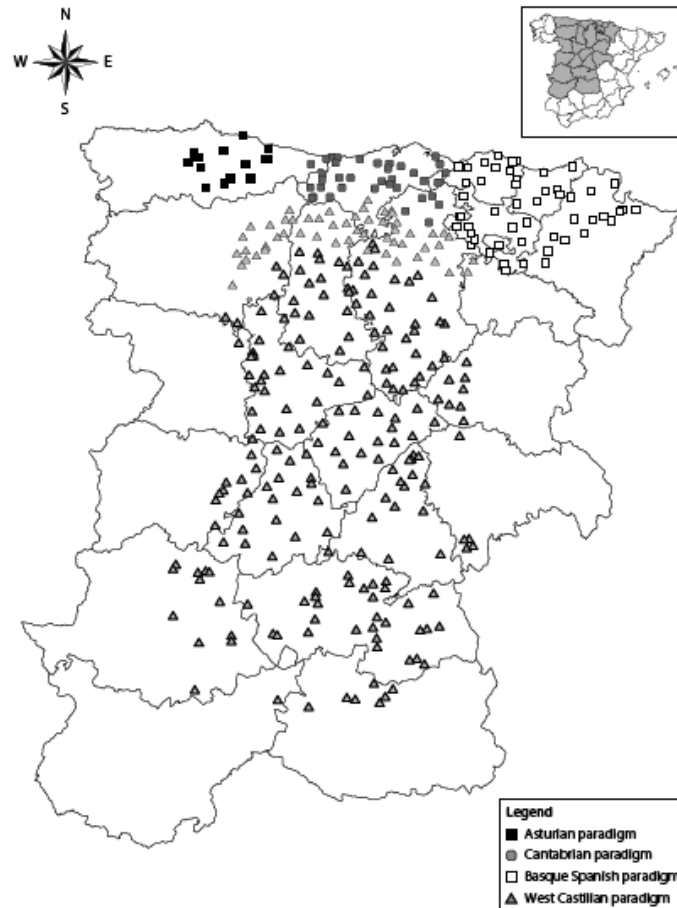 N
W E
S
Legend
Asturian paradigm
Cantabrian paradigm
Basque Spanish paradigm
West Castilian paradigm